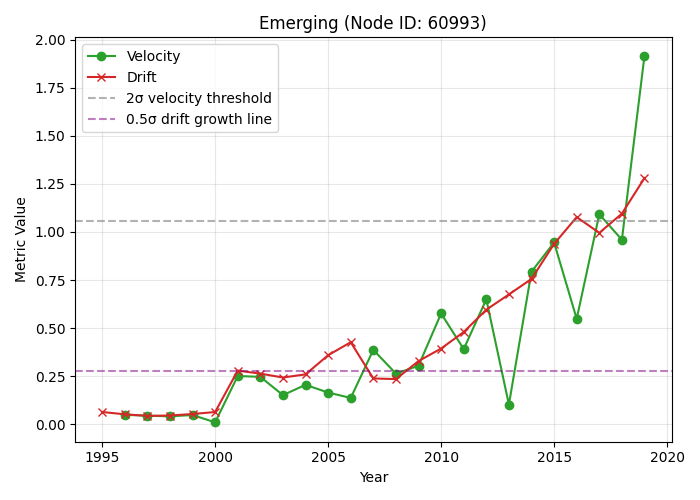 Emerging (Node ID: 60993)
Velocity
Drift
2σ velocity threshold
0.5σ drift growth line
Metric Value
2.00
1.75
1.50
1.25
1.00
0.75
0.50
0.25
0.00
1995
2000
2005
2010
2015
2020
Year